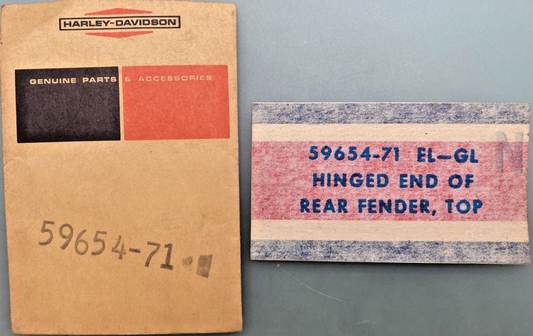 HARLEY-DAVIDSON
GENUINE PARTS & ACCESSORIES
59654-71
59654-71 EL-GL
HINGED END OF
REAR FENDER, TOP
N